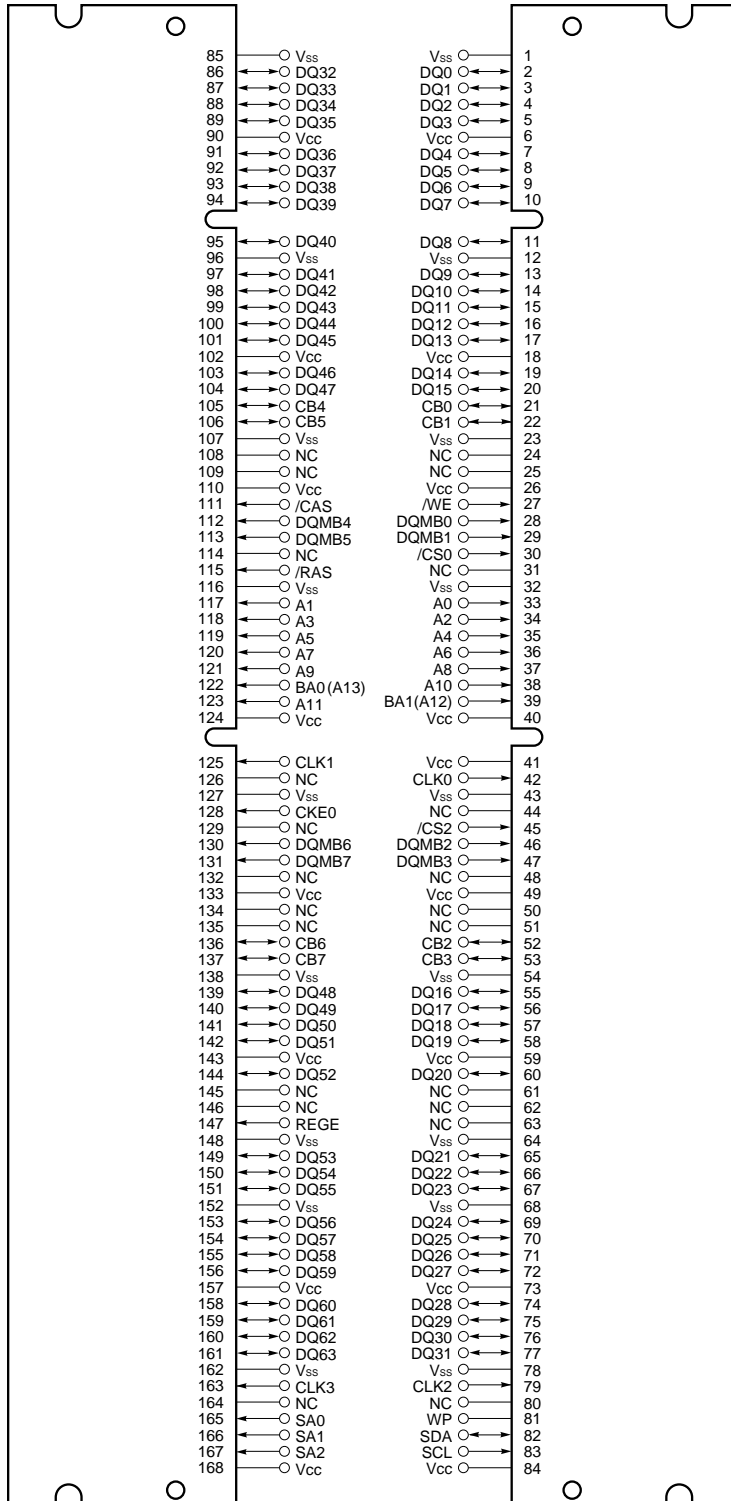 85 Vss Vss 1
86 DQ32 DQ0 2
87 DQ33 DQ1 3
88 DQ34 DQ2 4
89 DQ35 DQ3 5
90 Vcc Vcc 6
91 DQ36 DQ4 7
92 DQ37 DQ5 8
93 DQ38 DQ6 9
94 DQ39 DQ7 10
95 DQ40 DQ8 11
96 Vss Vss 12
97 DQ41 DQ9 13
98 DQ42 DQ10 14
99 DQ43 DQ11 15
100 DQ44 DQ12 16
101 DQ45 DQ13 17
102 Vcc Vcc 18
103 DQ46 DQ14 19
104 DQ47 DQ15 20
105 CB4 CB0 21
106 CB5 CB1 22
107 Vss Vss 23
108 NC NC 24
109 NC NC 25
110 Vcc Vcc 26
111 /CAS /WE 27
112 DQMB4 DQMB0 28
113 DQMB5 DQMB1 29
114 NC /CS0 30
115 /RAS NC 31
116 Vss Vss 32
117 A1 A0 33
118 A3 A2 34
119 A5 A4 35
120 A7 A6 36
121 A9 A8 37
122 BA0 (A13) A10 38
123 A11 BA1(A12) 39
124 Vcc Vcc 40
125 CLK1 Vcc 41
126 NC CLK0 42
127 Vss Vss 43
128 CKE0 NC 44
129 NC /CS2 45
130 DQMB6 DQMB2 46
131 DQMB7 DQMB3 47
132 NC NC 48
133 Vcc Vcc 49
134 NC NC 50
135 NC NC 51
136 CB6 CB2 52
137 CB7 CB3 53
138 Vss Vss 54
139 DQ48 DQ16 55
140 DQ49 DQ17 56
141 DQ50 DQ18 57
142 DQ51 DQ19 58
143 Vcc Vcc 59
144 DQ52 DQ20 60
145 NC NC 61
146 NC NC 62
147 REGE NC 63
148 Vss Vss 64
149 DQ53 DQ21 65
150 DQ54 DQ22 66
151 DQ55 DQ23 67
152 Vss Vss 68
153 DQ56 DQ24 69
154 DQ57 DQ25 70
155 DQ58 DQ26 71
156 DQ59 DQ27 72
157 Vcc Vcc 73
158 DQ60 DQ28 74
159 DQ61 DQ29 75
160 DQ62 DQ30 76
161 DQ63 DQ31 77
162 Vss Vss 78
163 CLK3 CLK2 79
164 NC NC 80
165 SA0 WP 81
166 SA1 SDA 82
167 SA2 SCL 83
168 Vcc Vcc 84